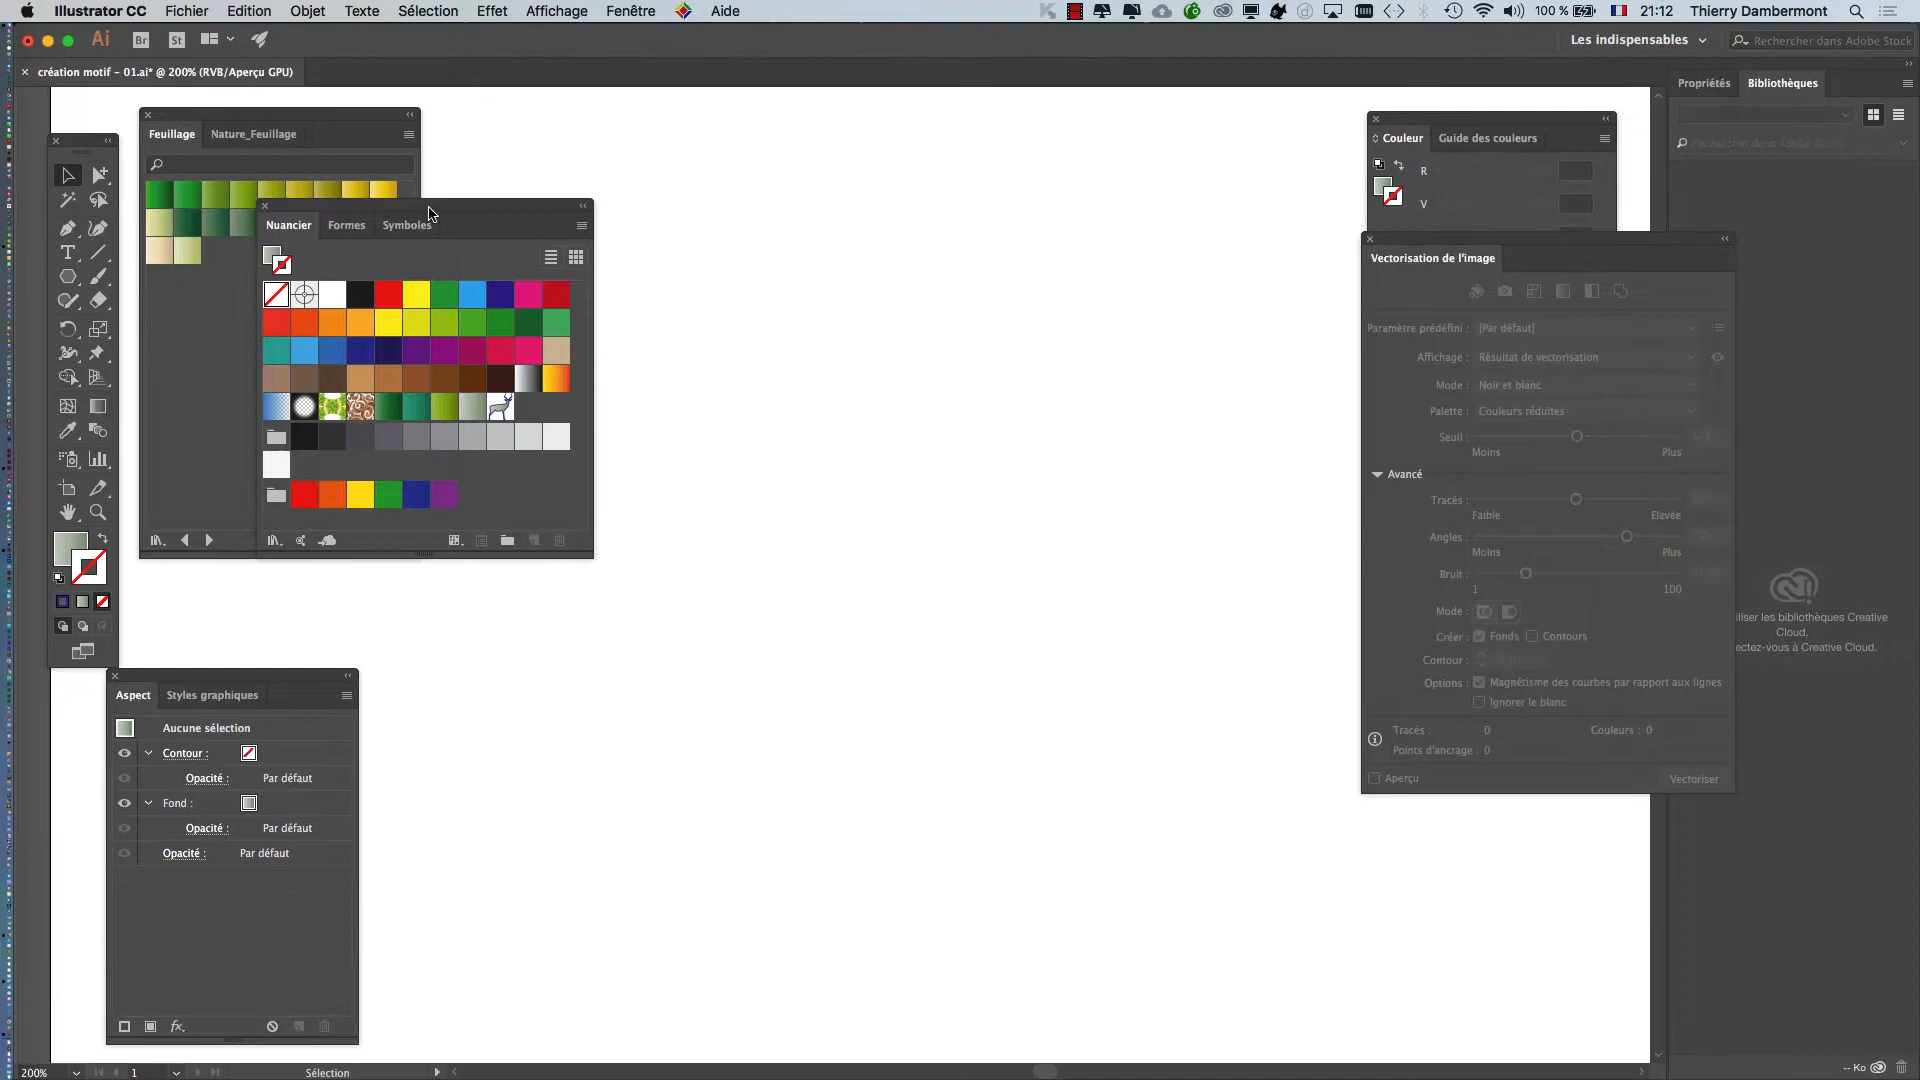 Illustrator CC Fichier Edition Objet Texte Sélection Effet Affichage Fenêtre Aide 100 % 21:12 Thierry Dambermont
Ai Br St Les indispensables Rechercher dans Adobe Stock
création motif – 01.ai* @ 200% (RVB/Aperçu GPU)
Propriétés Bibliothèques
Feuillage Nature_Feuillage
Couleur Guide des couleurs
Rechercher dans Adobe Stock
R
V
Nuancier Formes Symboles
Vectorisation de l'image
Paramètre prédéfini : [Par défaut]
Affichage : Résultat de vectorisation
Mode : Noir et blanc
Palette : Couleurs réduites
Seuil :
Moins Plus
Avancé
Tracés :
Faible Elevée
Angles :
Moins Plus
Bruit :
1 100
Mode :
Créer : Fonds Contours
Contour :
Options : Magnétisme des courbes par rapport aux lignes
Ignorer le blanc
Tracés : 0 Couleurs : 0
Points d'ancrage : 0
Aperçu Vectoriser
iliser les bibliothèques Creative
Cloud,
ectez-vous à Creative Cloud.
Aspect Styles graphiques
Aucune sélection
Contour :
Opacité : Par défaut
Fond :
Opacité : Par défaut
Opacité : Par défaut
fx
200% 1 Sélection
-- Ko